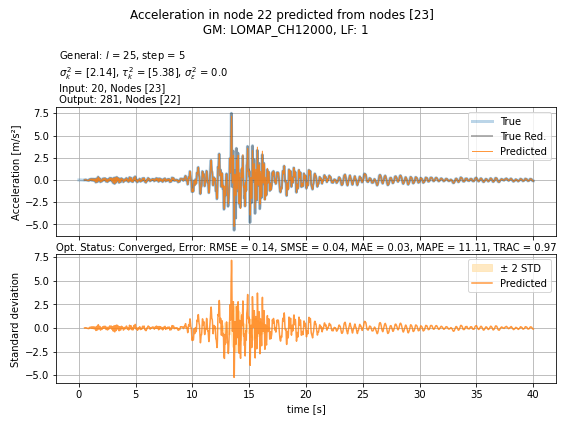 Acceleration in node 22 predicted from nodes [23]
GM: LOMAP_CH12000, LF: 1
General: l = 25, step = 5
σ²ₖ = [2.14], τ²ₖ = [5.38], σ²ε = 0.0
Input: 20, Nodes [23]
Output: 281, Nodes [22]
Acceleration [m/s²]
7.5
5.0
2.5
0.0
−2.5
−5.0
True
True Red.
Predicted
Opt. Status: Converged, Error: RMSE = 0.14, SMSE = 0.04, MAE = 0.03, MAPE = 11.11, TRAC = 0.97
Standard deviation
7.5
5.0
2.5
0.0
−2.5
−5.0
± 2 STD
Predicted
0 5 10 15 20 25 30 35 40
time [s]